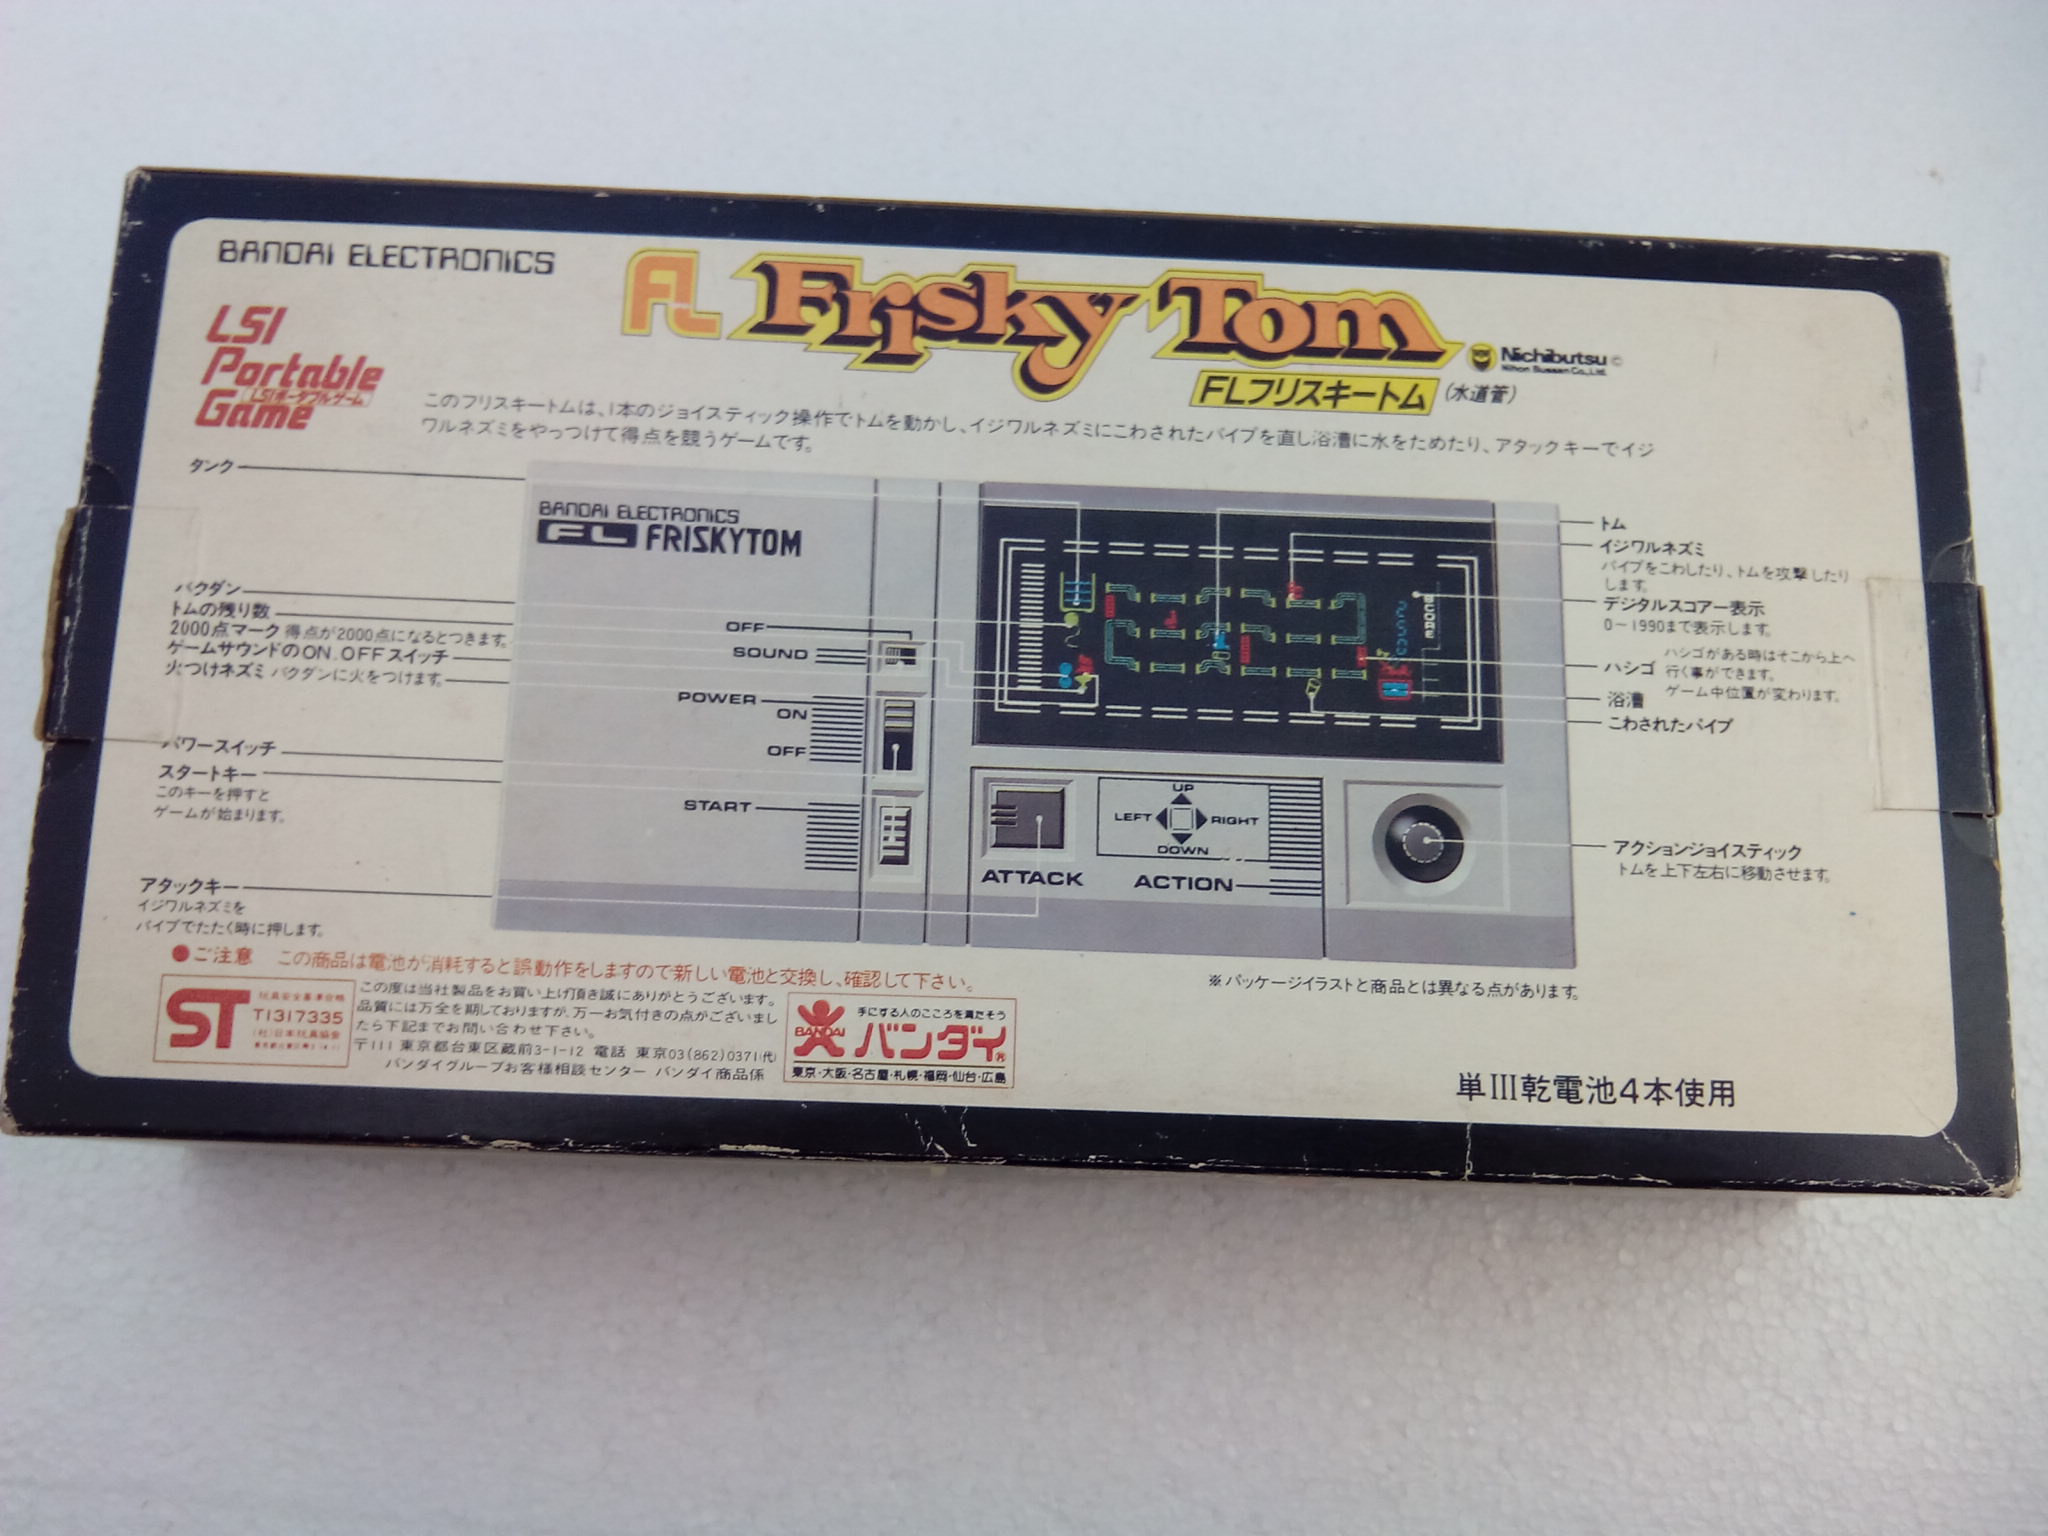 BANDAI ELECTRONICS
FL Frisky Tom
Nichibutsu ©
Nihon Bussan Co., Ltd.
FLフリスキートム (水道管)
LSI
Portable
Game
LSIポータブルゲーム
このフリスキートムは、1本のジョイスティック操作でトムを動かし、イジワルネズミにこわされたパイプを直し浴漕に水をためたり、アタックキーでイジ
ワルネズミをやっつけて得点を競うゲームです。
タンク
バクダン
トムの残り数
2000点マーク 得点が2000点になるとつきます。
ゲームサウンドのON.OFFスイッチ
火つけネズミ バクダンに火をつけます。
パワースイッチ
スタートキー
このキーを押すと
ゲームが始まります。
アタックキー
イジワルネズミを
パイプでたたく時に押します。
BANDAI ELECTRONICS
FL FRISKYTOM
OFF
SOUND
POWER
ON
OFF
START
SCORE
ATTACK
UP
LEFT RIGHT
DOWN
ACTION
トム
イジワルネズミ
パイプをこわしたり、トムを攻撃したり
します。
デジタルスコアー表示
0～1990まで表示します。
ハシゴ ハシゴがある時はそこから上へ
行く事ができます。
ゲーム中位置が変わります。
浴漕
こわされたパイプ
アクションジョイスティック
トムを上下左右に移動させます。
●ご注意 この商品は電池が消耗すると誤動作をしますので新しい電池と交換し、確認して下さい。
※パッケージイラストと商品とは異なる点があります。
ST
玩具安全基準合格
T1317335
(社)日本玩具協会
この度は当社製品をお買い上げ頂き誠にありがとうございます。
品質には万全を期しておりますが、万一お気付きの点がございまし
たら下記までお問い合わせ下さい。
〒111 東京都台東区蔵前3-1-12 電話 東京03(862)0371(代)
バンダイグループお客様相談センター バンダイ商品係
手にする人のこころを満たそう
BANDAI バンダイ®
東京・大阪・名古屋・札幌・福岡・仙台・広島
単III乾電池4本使用